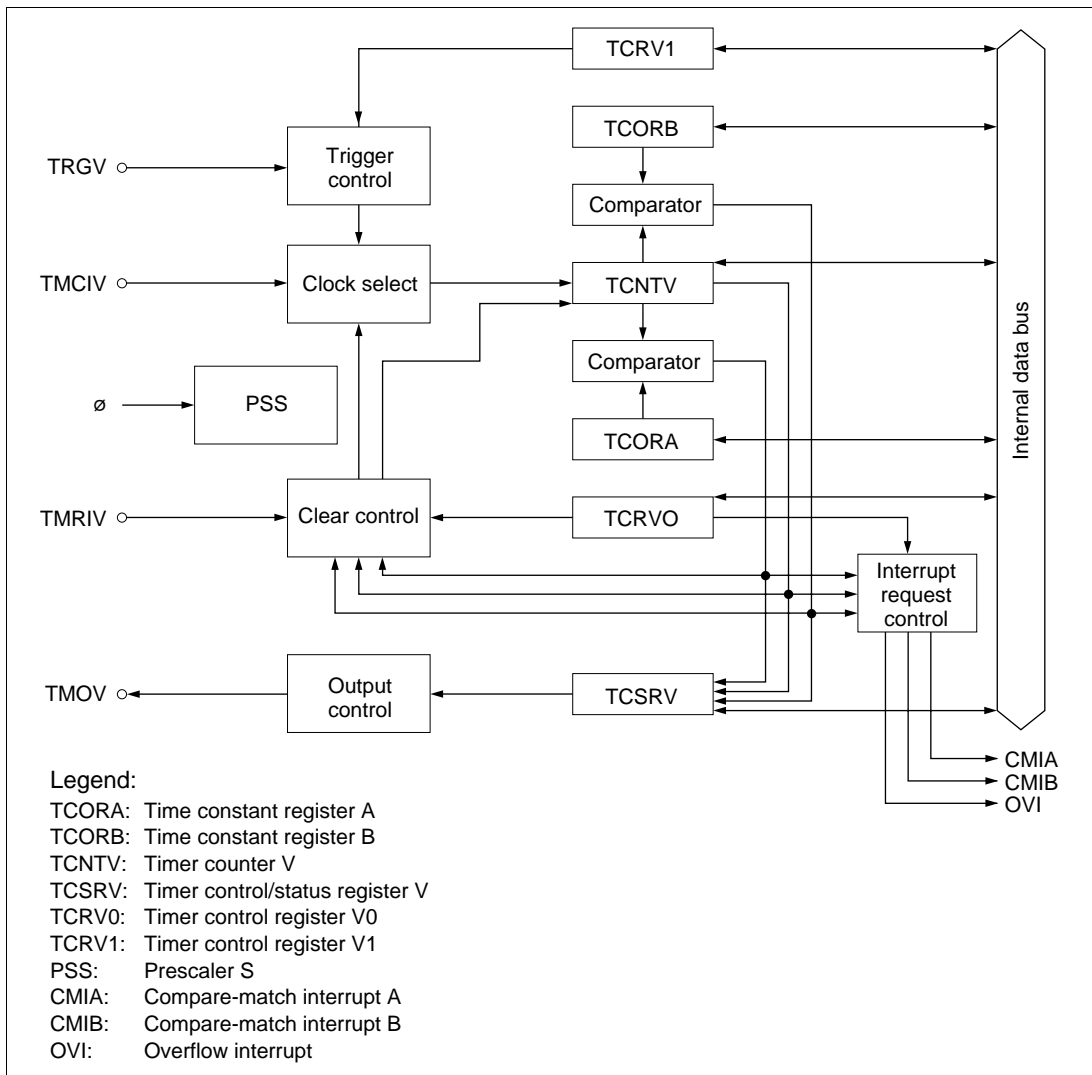 TCRV1
TCORB
TRGV
Trigger
control
Comparator
TMCIV
Clock select
TCNTV
Comparator
ø
PSS
TCORA
Internal data bus
TMRIV
Clear control
TCRVO
Interrupt
request
control
TMOV
Output
control
TCSRV
CMIA
CMIB
OVI
Legend:
TCORA: Time constant register A
TCORB: Time constant register B
TCNTV: Timer counter V
TCSRV: Timer control/status register V
TCRV0: Timer control register V0
TCRV1: Timer control register V1
PSS: Prescaler S
CMIA: Compare-match interrupt A
CMIB: Compare-match interrupt B
OVI: Overflow interrupt